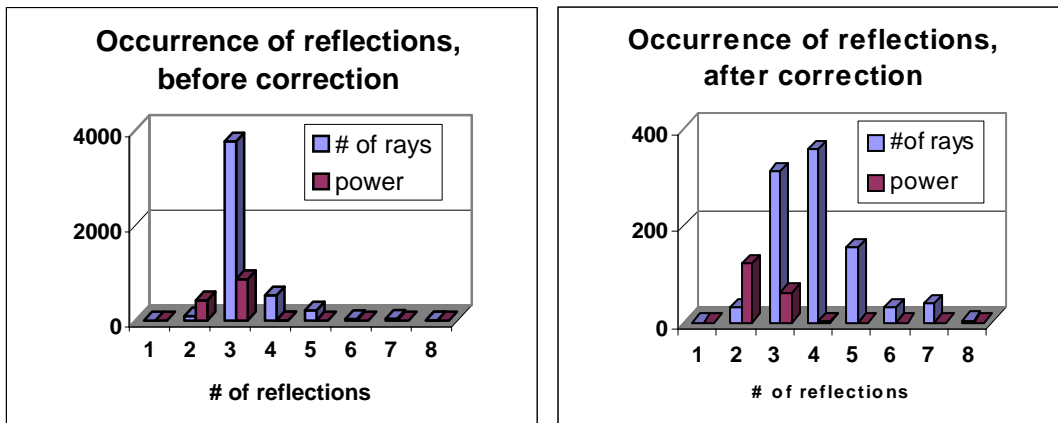 Occurrence of reflections,
before correction
4000
2000
0
# of rays
power
1 2 3 4 5 6 7 8
# of reflections
Occurrence of reflections,
after correction
400
200
0
#of rays
power
1 2 3 4 5 6 7 8
# of reflections